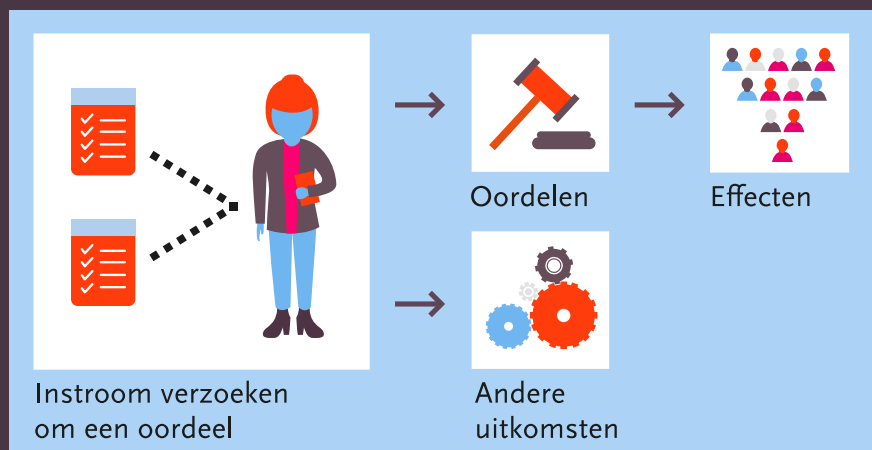 Oordelen
Effecten
Instroom verzoeken
om een oordeel
Andere
uitkomsten